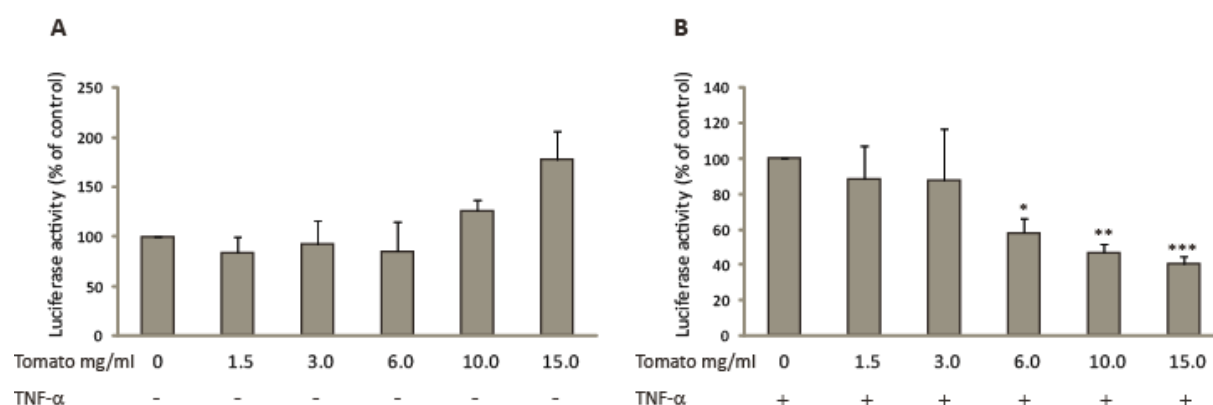 A
Luciferase activity (% of control)
250
200
150
100
50
0
Tomato mg/ml 0 1.5 3.0 6.0 10.0 15.0
TNF-α - - - - - -
B
Luciferase activity (% of control)
140
120
100
80
60
40
20
0
* ** ***
Tomato mg/ml 0 1.5 3.0 6.0 10.0 15.0
TNF-α + + + + + +